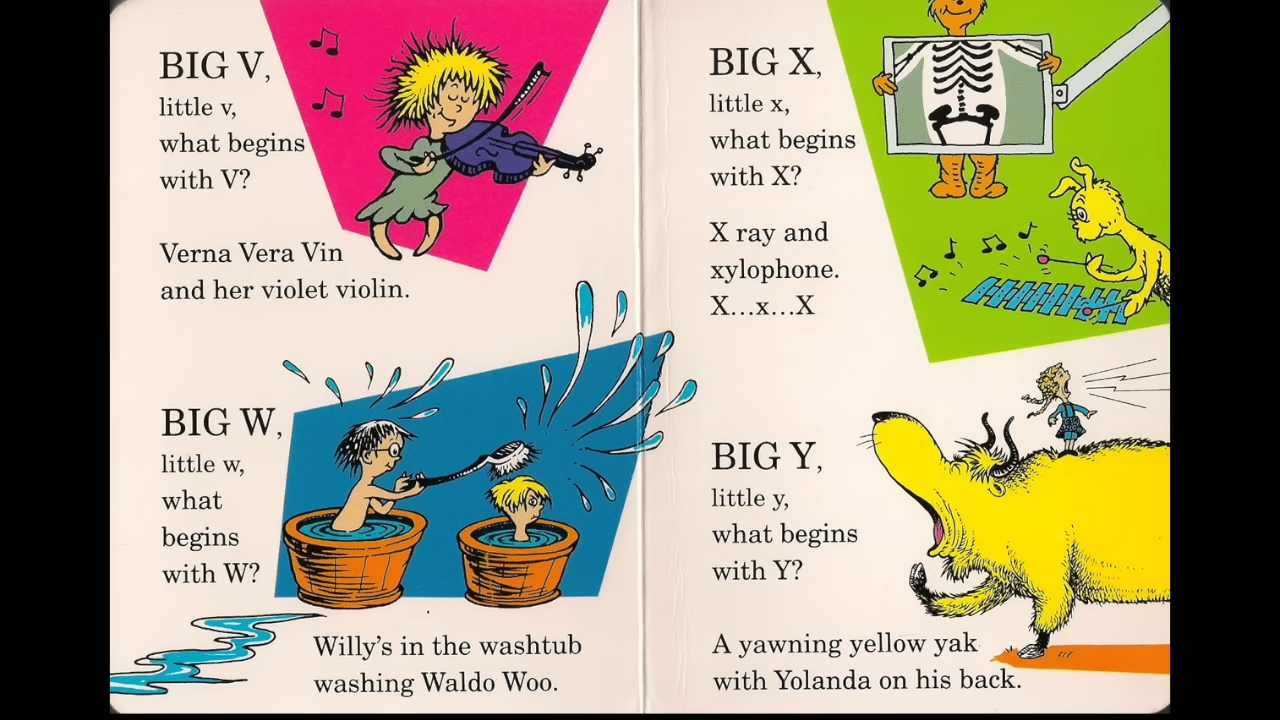 BIG V,
little v,
what begins
with V?
Verna Vera Vin
and her violet violin.
BIG W,
little w,
what
begins
with W?
Willy's in the washtub
washing Waldo Woo.
BIG X,
little x,
what begins
with X?
X ray and
xylophone.
X...x...X
BIG Y,
little y,
what begins
with Y?
A yawning yellow yak
with Yolanda on his back.